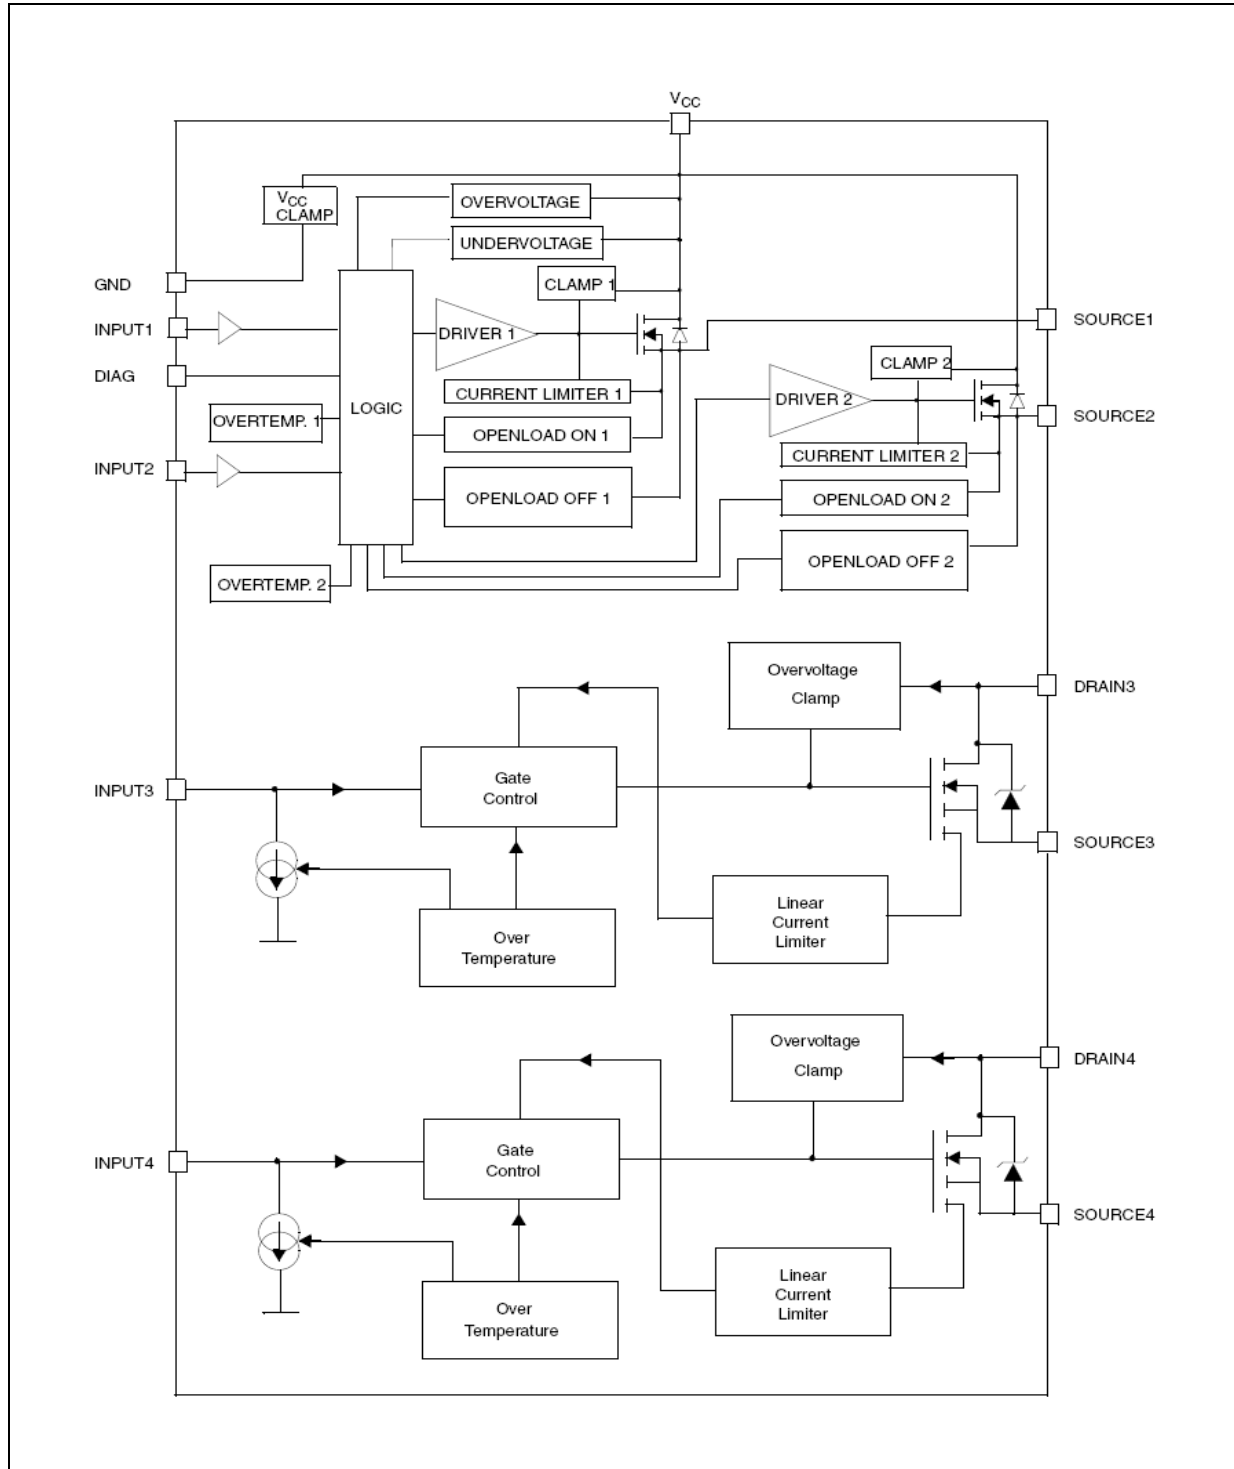 VCC
VCC
CLAMP
OVERVOLTAGE
UNDERVOLTAGE
GND
CLAMP 1
INPUT1
DRIVER 1
SOURCE1
DIAG
CLAMP 2
CURRENT LIMITER 1
DRIVER 2
LOGIC
OVERTEMP. 1
SOURCE2
OPENLOAD ON 1
CURRENT LIMITER 2
INPUT2
OPENLOAD OFF 1
OPENLOAD ON 2
OPENLOAD OFF 2
OVERTEMP. 2
Overvoltage
Clamp
DRAIN3
Gate
Control
INPUT3
SOURCE3
Linear
Current
Limiter
Over
Temperature
Overvoltage
Clamp
DRAIN4
Gate
Control
INPUT4
SOURCE4
Linear
Current
Limiter
Over
Temperature